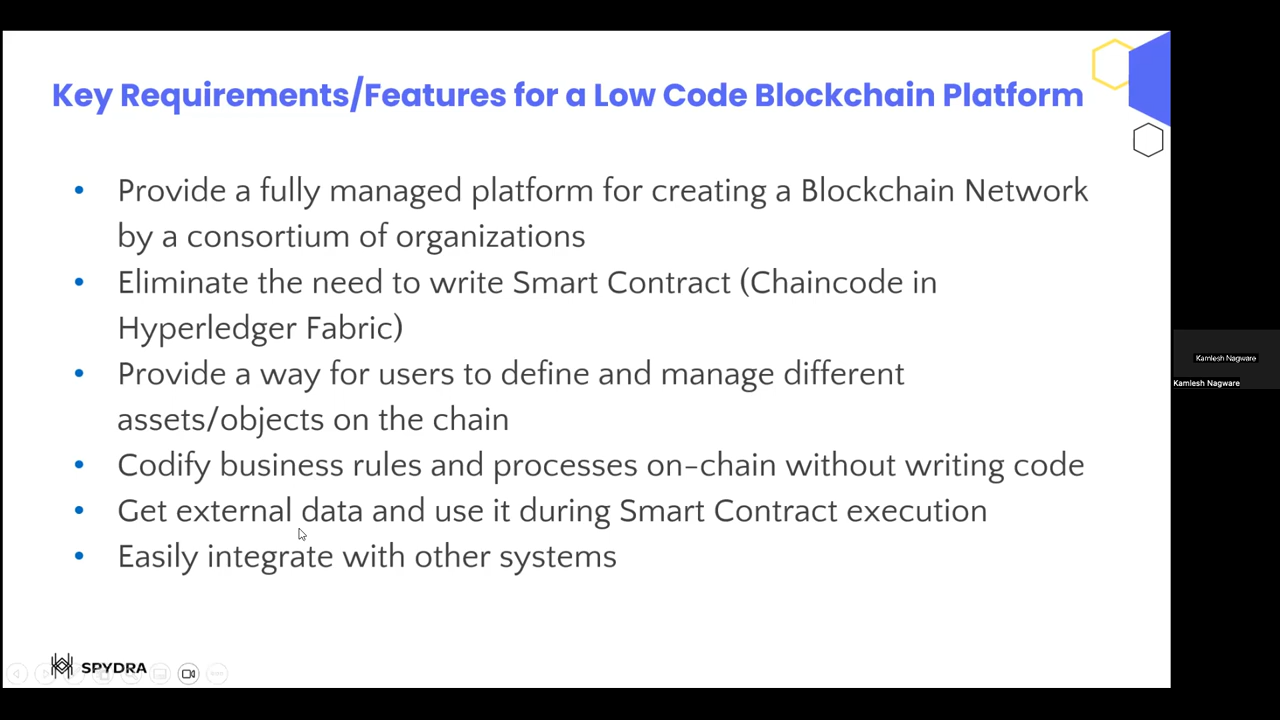 Key Requirements/Features for a Low Code Blockchain Platform
• Provide a fully managed platform for creating a Blockchain Network
by a consortium of organizations
• Eliminate the need to write Smart Contract (Chaincode in
Hyperledger Fabric)
• Provide a way for users to define and manage different
assets/objects on the chain
• Codify business rules and processes on-chain without writing code
• Get external data and use it during Smart Contract execution
• Easily integrate with other systems
SPYDRA
Kamlesh Nagware
Kamlesh Nagware